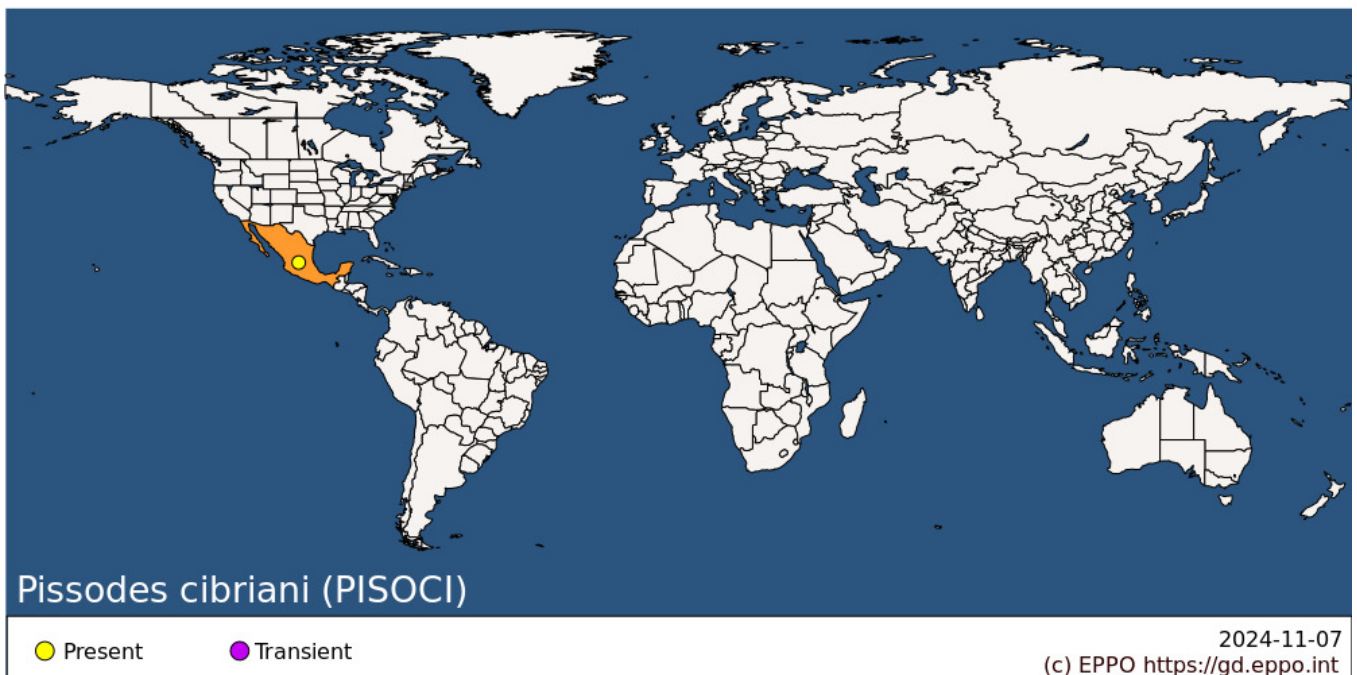 Pissodes cibriani (PISOCI)
Present
Transient
2024-11-07
(c) EPPO https://gd.eppo.int